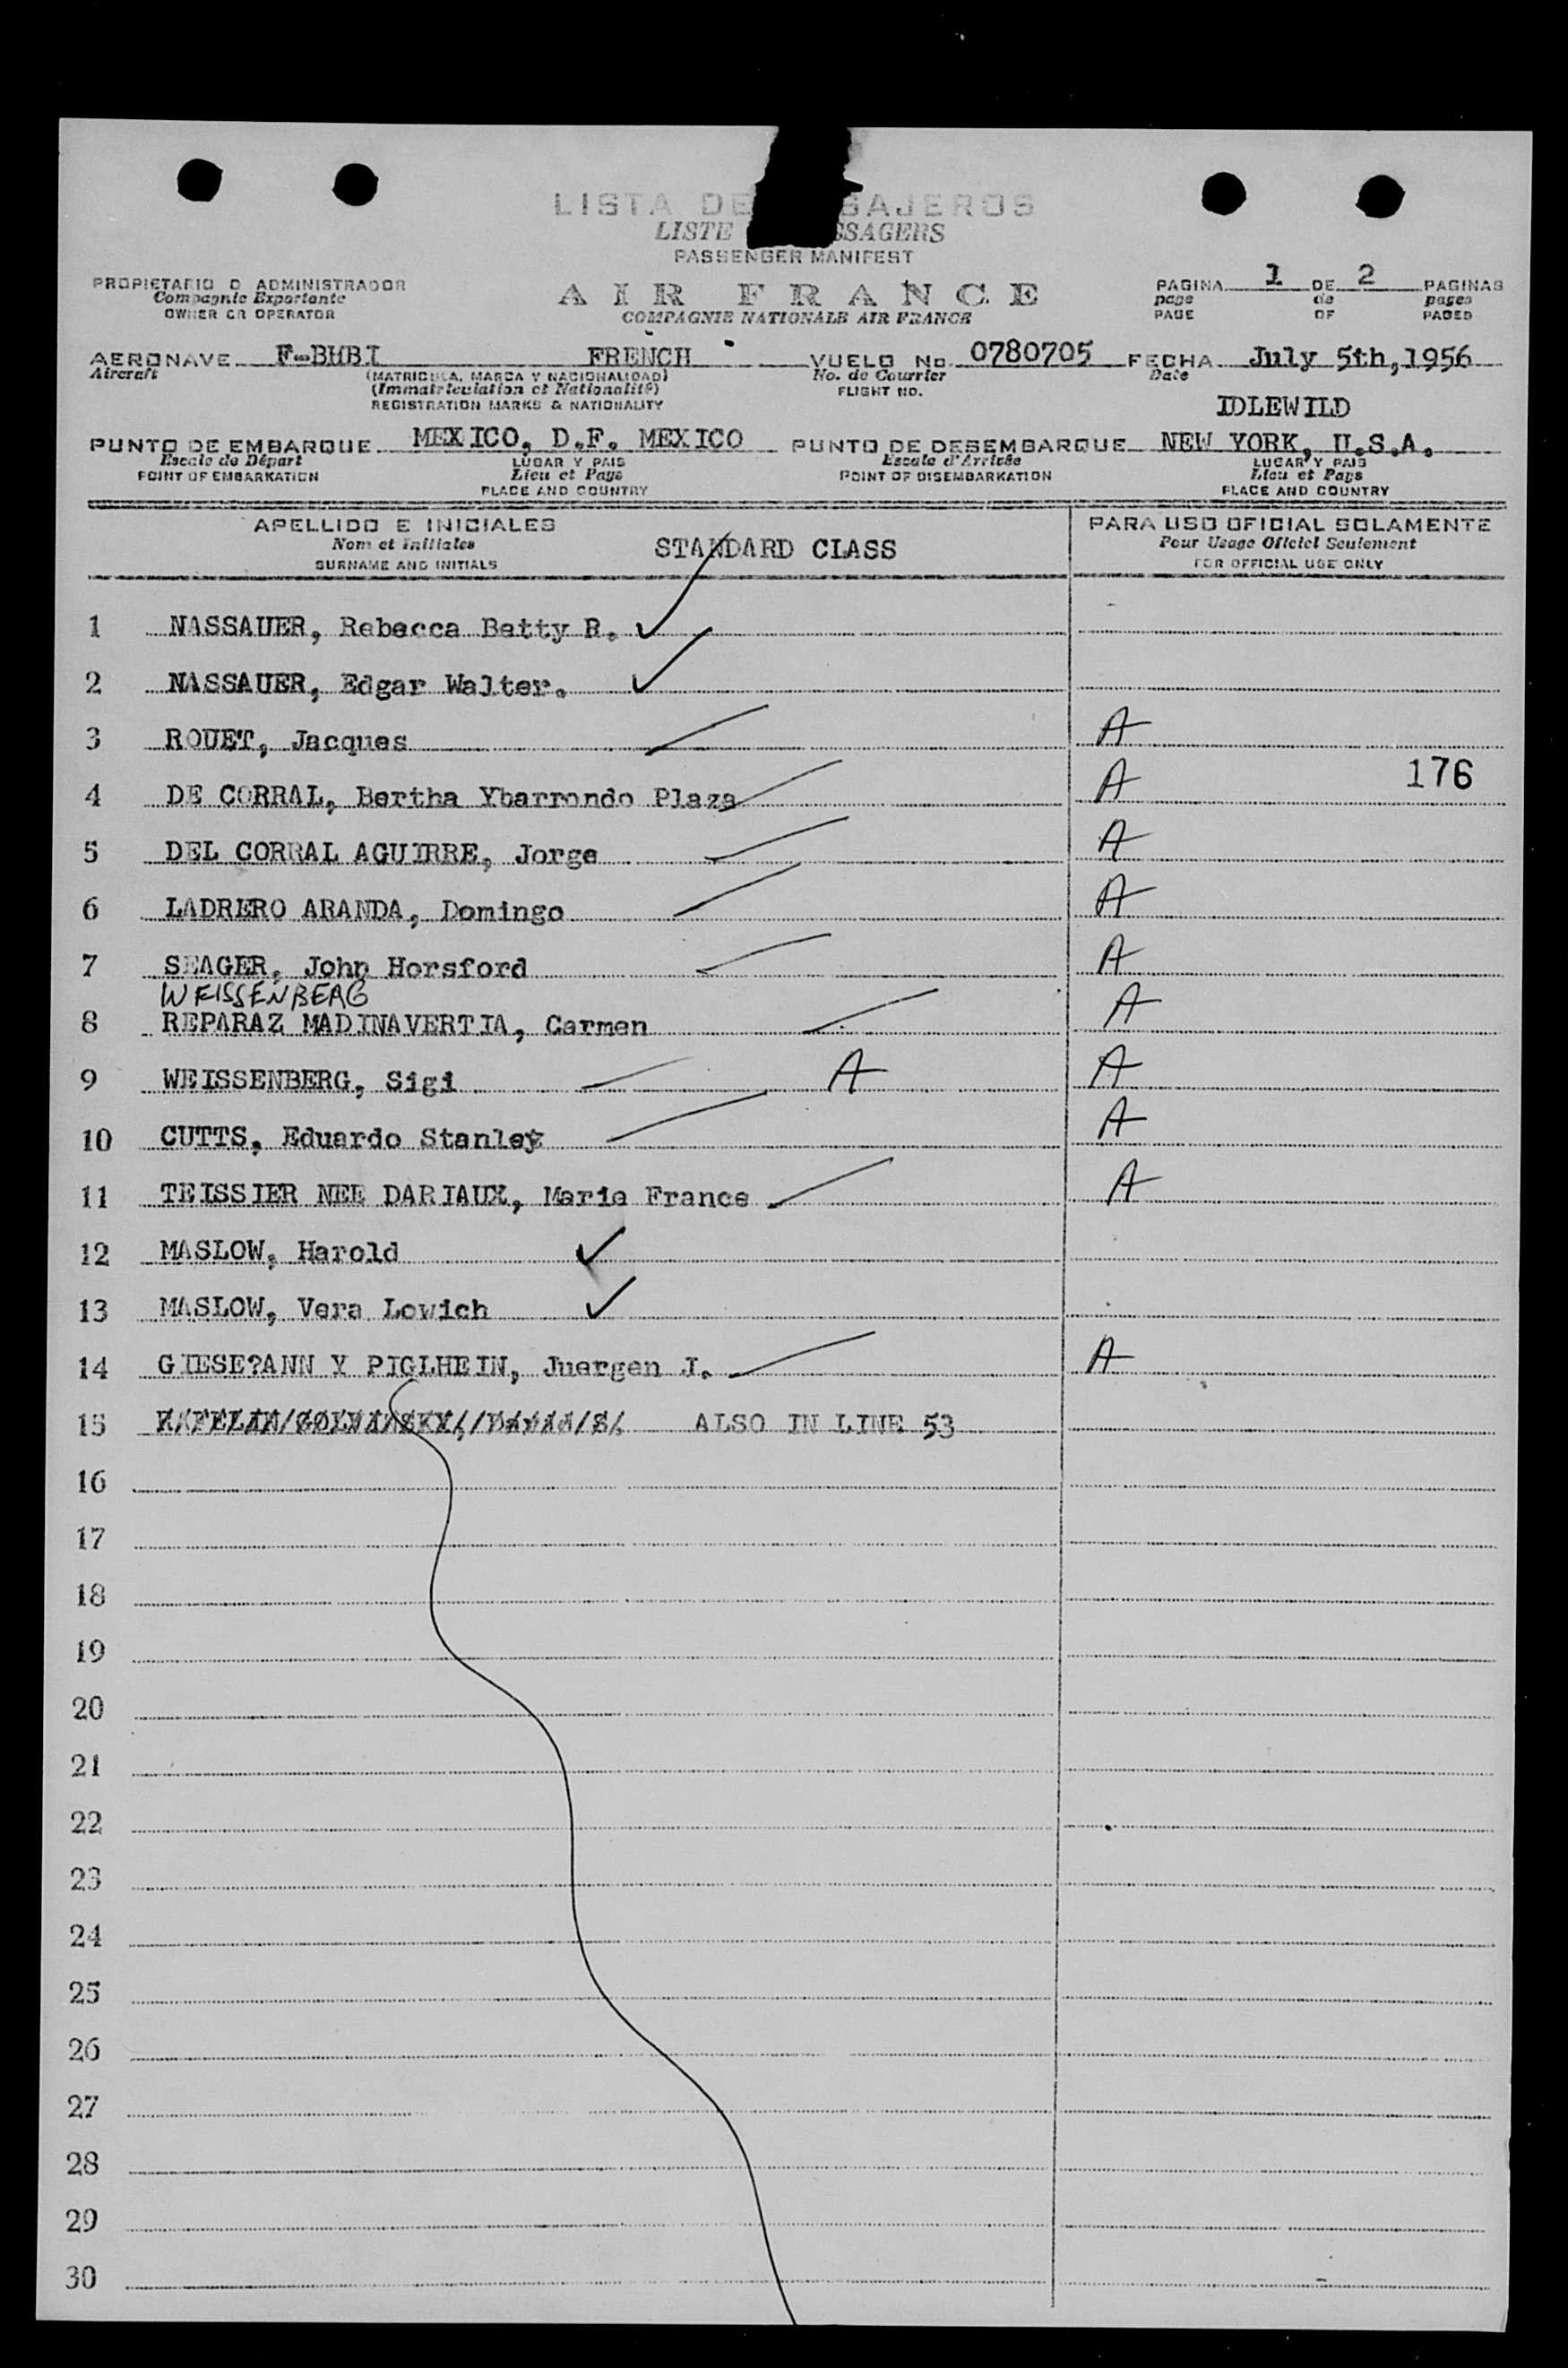 LISTA DE SAJEROS
LISTE SSAGERS
PASSENGER MANIFEST
PROPIETARIO O ADMINISTRADOR
Compagnie Exportante
OWNER OR OPERATOR
AIR FRANCE
COMPAGNIE NATIONALE AIR FRANCE
PAGINA 1 DE 2 PAGINAS
page de pages
PAGE OF PAGES
AERONAVE F-BHBI FRENCH VUELO No. 0780705 FECHA July 5th, 1956
Aircraft (MATRICULA, MARCA Y NACIONALIDAD) No. de Courrier Date
(Immatriculation et Nationalité) FLIGHT NO.
REGISTRATION MARKS & NATIONALITY
IDLEWILD
PUNTO DE EMBARQUE MEXICO, D.F. MEXICO PUNTO DE DESEMBARQUE NEW YORK, U.S.A.
Escale de Départ LUGAR Y PAIS Escale d'Arrivée LUGAR Y PAIS
POINT OF EMBARKATION Lieu et Pays POINT OF DISEMBARKATION Lieu et Pays
PLACE AND COUNTRY PLACE AND COUNTRY
APELLIDO E INICIALES PARA USO OFICIAL SOLAMENTE
Nom et Initiales STANDARD CLASS Pour Usage Officiel Seulement
SURNAME AND INITIALS FOR OFFICIAL USE ONLY
1 NASSAUER, Rebecca Betty R.
2 NASSAUER, Edgar Walter.
3 ROUET, Jacques A
176
4 DE CORRAL, Bertha Ybarrondo Plaza A
5 DEL CORRAL AGUIRRE, Jorge A
6 LADRERO ARANDA, Domingo A
7 SEAGER, John Horsford A
WEISSENBERG
8 REPARAZ MADINAVERTIA, Carmen A
9 WEISSENBERG, Sigi A A
10 CUTTS, Eduardo Stanley A
11 TEISSIER NEE DARIAUX, Marie France A
12 MASLOW, Harold
13 MASLOW, Vera Lowich
14 GIESE?ANN Y PIGLHEIN, Juergen J. A
15 ALSO IN LINE 53
16
17
18
19
20
21
22
23
24
25
26
27
28
29
30